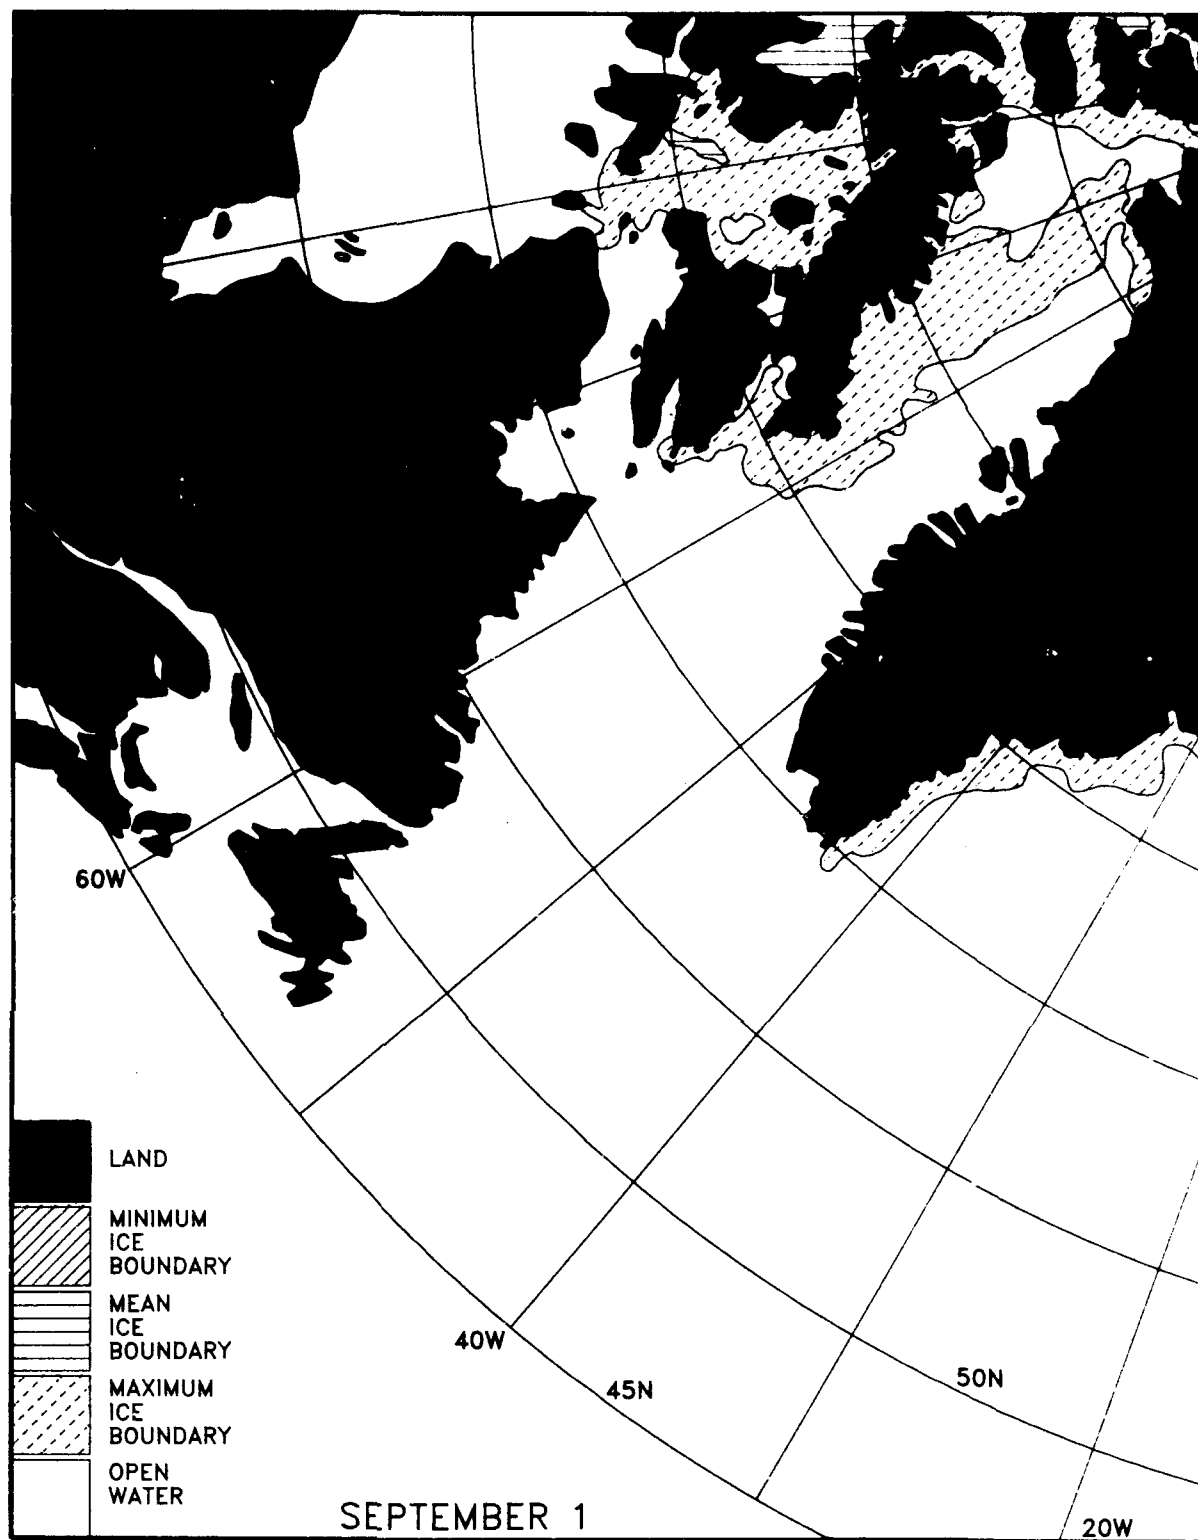 60W
LAND
MINIMUM
ICE
BOUNDARY
MEAN
ICE
BOUNDARY
MAXIMUM
ICE
BOUNDARY
OPEN
WATER
40W
45N
50N
20W
SEPTEMBER 1